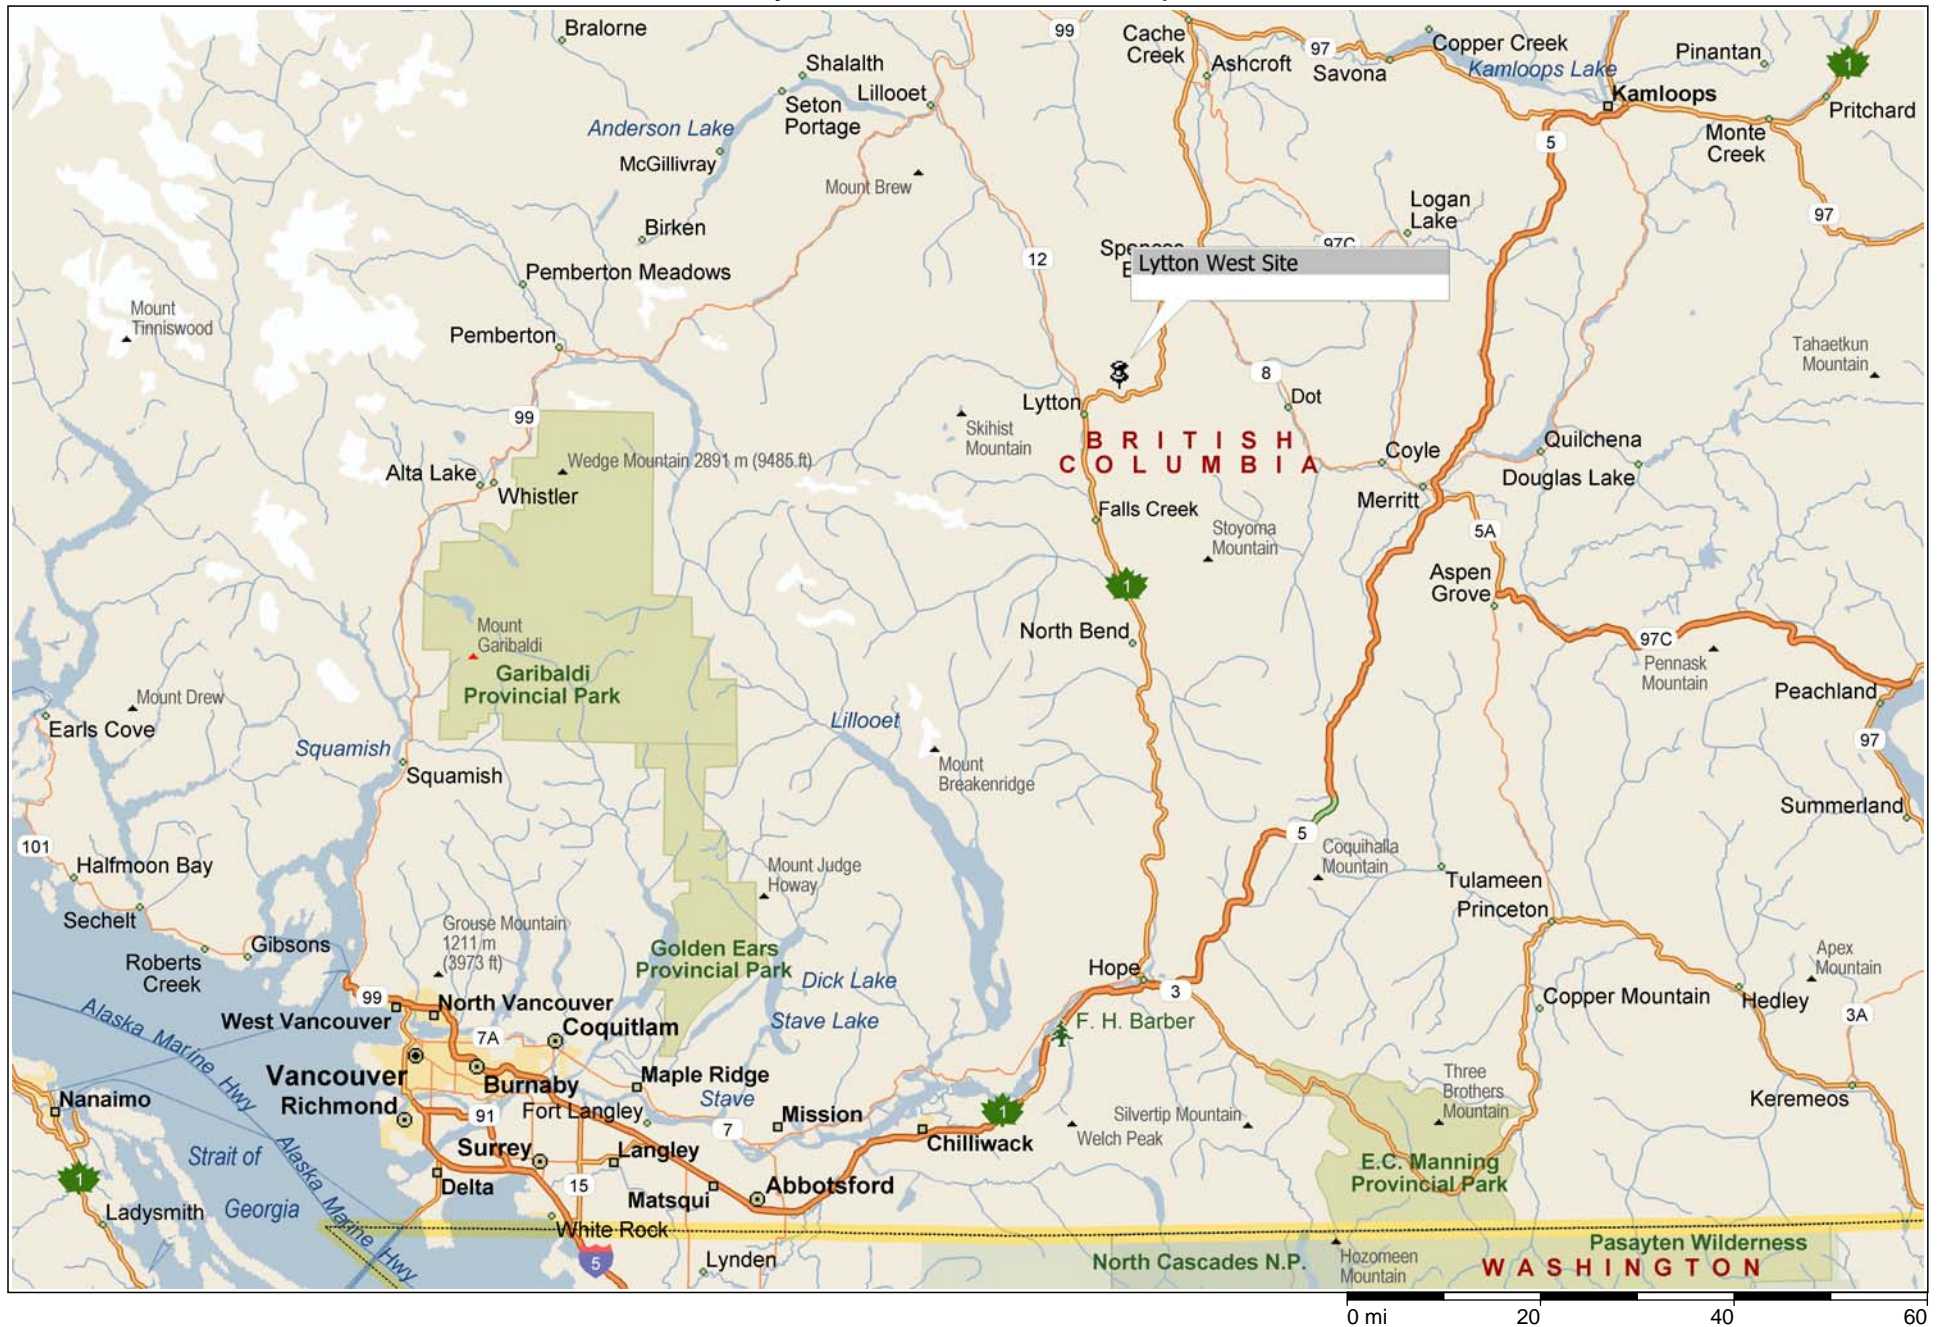 Bralorne
99
Cache
Creek
97
Copper Creek
Pinantan
1
Shalalth
Ashcroft
Savona
Kamloops Lake
Lillooet
Seton
Portage
Kamloops
Pritchard
Anderson Lake
Monte
Creek
5
McGillivray
Mount Brew
Logan
Lake
97
Birken
12
97C
Lytton West Site
Pemberton Meadows
Mount
Tinniswood
Pemberton
Tahaetkun
Mountain
8
Dot
Lytton
99
Skihist
Mountain
BRITISH
COLUMBIA
Quilchena
Coyle
Wedge Mountain 2891 m (9485 ft)
Alta Lake
Whistler
Douglas Lake
Merritt
Falls Creek
Stoyoma
Mountain
5A
Aspen
Grove
1
North Bend
Mount
Garibaldi
Garibaldi
Provincial Park
97C
Pennask
Mountain
Peachland
Mount Drew
Earls Cove
Lillooet
97
Squamish
Squamish
Mount
Breakenridge
Summerland
101
5
Coquihalla
Mountain
Halfmoon Bay
Mount Judge
Howay
Tulameen
Princeton
Sechelt
Grouse Mountain
1211 m
(3973 ft)
Gibsons
Roberts
Creek
Golden Ears
Provincial Park
Dick Lake
Hope
3
Apex
Mountain
99
North Vancouver
West Vancouver
Copper Mountain
Hedley
3A
Alaska Marine Hwy
7A
Coquitlam
Stave Lake
F. H. Barber
Vancouver
Burnaby
Maple Ridge
Three
Brothers
Mountain
Nanaimo
Richmond
91
Fort Langley
Stave
Mission
1
Silvertip Mountain
Keremeos
7
Chilliwack
Welch Peak
Strait of
Georgia
Alaska Marine Hwy
Surrey
Langley
E.C. Manning
Provincial Park
1
Delta
15
Matsqui
Abbotsford
Ladysmith
White Rock
5
Lynden
North Cascades N.P.
Hozomeen
Mountain
Pasayten Wilderness
WASHINGTON
0 mi 20 40 60